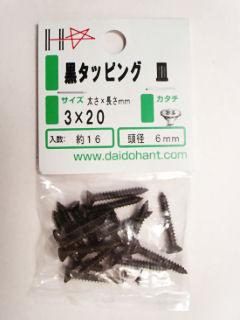 黒タッピング 皿
サイズ 太さ×長さmm
カタチ
3×20
入数: 約16
頭径 6mm
www.daidohant.com